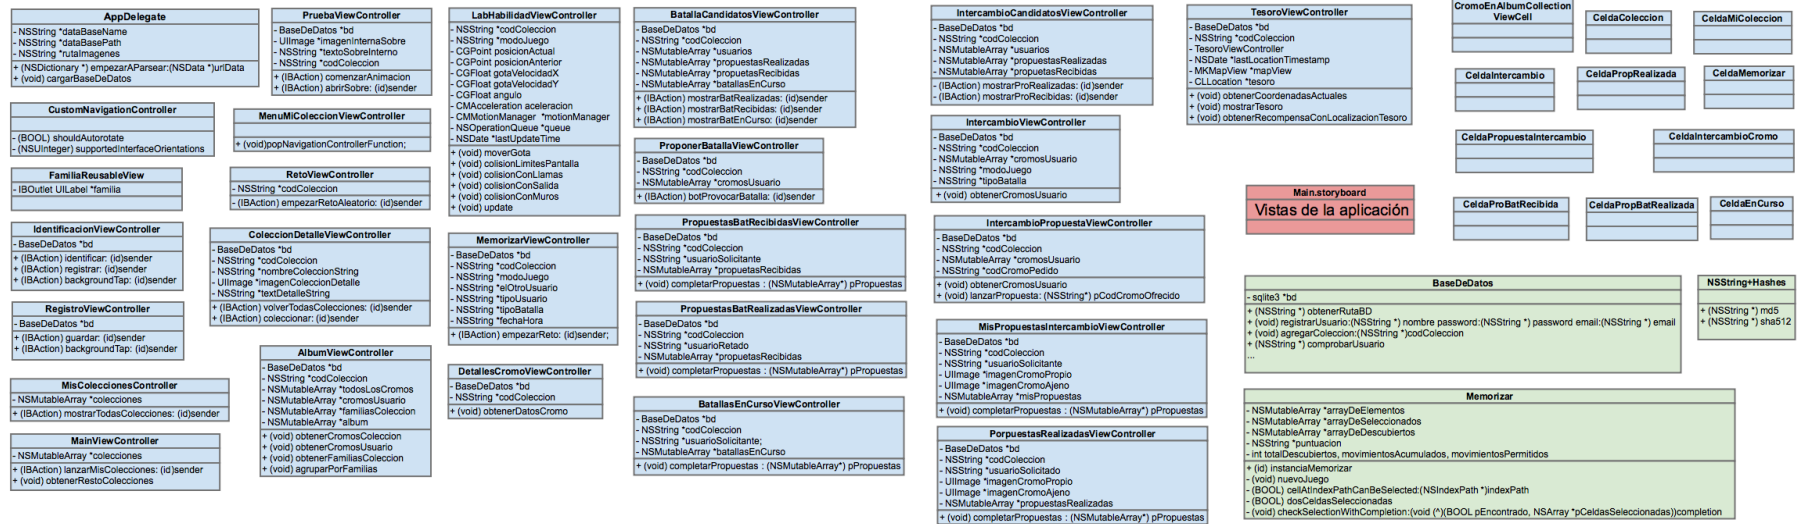 AppDelegate
- NSString *dataBaseName
- NSString *dataBasePath
- NSString *rutaImagenes
+ (NSDictionary *) empezarAParsear:(NSData *)urlData
+ (void) cargarBaseDeDatos
CustomNavigationController
- (BOOL) shouldAutorotate
- (NSUInteger) supportedInterfaceOrientations
FamiliaReusableView
- IBOutlet UILabel *familia
IdentificacionViewController
- BaseDeDatos *bd
+ (IBAction) identificar: (id)sender
+ (IBAction) registrar: (id)sender
+ (IBAction) backgroundTap: (id)sender
RegistroViewController
- BaseDeDatos *bd
+ (IBAction) guardar: (id)sender
+ (IBAction) backgroundTap: (id)sender
MisColeccionesController
- NSMutableArray *colecciones
+ (IBAction) mostrarTodasColecciones: (id)sender
MainViewController
- NSMutableArray *colecciones
+ (IBAction) lanzarMisColecciones: (id)sender
+ (void) obtenerRestoColecciones
PruebaViewController
- BaseDeDatos *bd
- UIImage *imagenInternaSobre
- NSString *textoSobreInterno
- NSString *codColeccion
+ (IBAction) comenzarAnimacion
+ (IBAction) abrirSobre: (id)sender
MenuMiColeccionViewController
+ (void)popNavigationControllerFunction;
RetoViewController
- NSString *codColeccion
- (IBAction) empezarRetoAleatorio: (id)sender
ColeccionDetalleViewController
- BaseDeDatos *bd
- NSString *codColeccion
- NSString *nombreColeccionString
- UIImage *imagenColeccionDetalle
- NSString *textDetalleString
+ (IBAction) volverTodasColecciones: (id)sender
+ (IBAction) coleccionar: (id)sender
AlbumViewController
- BaseDeDatos *bd
- NSString *codColeccion
- NSMutableArray *todosLosCromos
- NSMutableArray *cromosUsuario
- NSMutableArray *familiasColeccion
- NSMutableArray *album
+ (void) obtenerCromosColeccion
+ (void) obtenerCromosUsuario
+ (void) obtenerFamiliasColeccion
+ (void) agruparPorFamilias
LabHabilidadViewController
- NSString *codColeccion
- NSString *modoJuego
- CGPoint posicionActual
- CGPoint posicionAnterior
- CGFloat gotaVelocidadX
- CGFloat gotaVelocidadY
- CGFloat angulo
- CMAcceleration aceleracion
- CMMotionManager *motionManager
- NSOperationQueue *queue
- NSDate *lastUpdateTime
+ (void) moverGota
+ (void) colisionLimitesPantalla
+ (void) colisionConLlamas
+ (void) colisionConSalida
+ (void) colisionConMuros
+ (void) update
MemorizarViewController
- BaseDeDatos *bd
- NSString *codColeccion
- NSString *modoJuego
- NSString *elOtroUsuario
- NSString *tipoUsuario
- NSString *tipoBatalla
- NSString *fechaHora
+ (IBAction) empezarReto: (id)sender;
DetallesCromoViewController
- BaseDeDatos *bd
- NSString *codColeccion
+ (void) obtenerDatosCromo
BatallaCandidatosViewController
- BaseDeDatos *bd
- NSString *codColeccion
- NSMutableArray *usuarios
- NSMutableArray *propuestasRealizadas
- NSMutableArray *propuestasRecibidas
- NSMutableArray *batallasEnCurso
+ (IBAction) mostrarBatRealizadas: (id)sender
+ (IBAction) mostrarBatRecibidas: (id)sender
+ (IBAction) mostrarBatEnCurso: (id)sender
ProponerBatallaViewController
- BaseDeDatos *bd
- NSString *codColeccion
- NSMutableArray *cromosUsuario
+ (IBAction) botProvocarBatalla: (id)sender
PropuestasBatRecibidasViewController
- BaseDeDatos *bd
- NSString *codColeccion
- NSString *usuarioSolicitante
- NSMutableArray *propuetasRecibidas
+ (void) completarPropuestas : (NSMutableArray*) pPropuestas
PropuestasBatRealizadasViewController
- BaseDeDatos *bd
- NSString *codColeccion
- NSString *usuarioRetado
- NSMutableArray *propuetasRecibidas
+ (void) completarPropuestas : (NSMutableArray*) pPropuestas
BatallasEnCursoViewController
- BaseDeDatos *bd
- NSString *codColeccion
- NSString *usuarioSolicitante;
- NSMutableArray *batallasEnCurso
+ (void) completarPropuestas : (NSMutableArray*) pPropuestas
IntercambioCandidatosViewController
- BaseDeDatos *bd
- NSString *codColeccion
- NSMutableArray *usuarios
- NSMutableArray *propuestasRealizadas
- NSMutableArray *propuestasRecibidas
- (IBAction) mostrarProRealizadas: (id)sender
- (IBAction) mostrarProRecibidas: (id)sender
IntercambioViewController
- BaseDeDatos *bd
- NSString *codColeccion
- NSMutableArray *cromosUsuario
- NSString *modoJuego
- NSString *tipoBatalla
+ (void) obtenerCromosUsuario
IntercambioPropuestaViewController
- BaseDeDatos *bd
- NSString *codColeccion
- NSMutableArray *cromosUsuario
- NSString *codCromoPedido
+ (void) obtenerCromosUsuario
+ (void) lanzarPropuesta: (NSString*) pCodCromoOfrecido
MisPropuestasIntercambioViewController
- BaseDeDatos *bd
- NSString *codColeccion
- NSString *usuarioSolicitante
- UIImage *imagenCromoPropio
- UIImage *imagenCromoAjeno
- NSMutableArray *misPropuestas
+ (void) completarPropuestas : (NSMutableArray*) pPropuestas
PorpuestasRealizadasViewController
- BaseDeDatos *bd
- NSString *codColeccion
- NSString *usuarioSolicitado
- UIImage *imagenCromoPropio
- UIImage *imagenCromoAjeno
- NSMutableArray *propuestasRealizadas
+ (void) completarPropuestas : (NSMutableArray*) pPropuestas
TesoroViewController
- BaseDeDatos *bd
- NSString *codColeccion
- TesoroViewController
- NSDate *lastLocationTimestamp
- MKMapView *mapView
- CLLocation *tesoro
+ (void) obtenerCoordenadasActuales
+ (void) mostrarTesoro
+ (void) obtenerRecompensaConLocalizacionTesoro
Main.storyboard
Vistas de la aplicación
CromoEnAlbumCollection
ViewCell
CeldaColeccion
CeldaMiColeccion
CeldaIntercambio
CeldaPropRealizada
CeldaMemorizar
CeldaPropuestaIntercambio
CeldaIntercambioCromo
CeldaProBatRecibida
CeldaPropBatRealizada
CeldaEnCurso
BaseDeDatos
- sqlite3 *bd
+ (NSString *) obtenerRutaBD
+ (void) registrarUsuario:(NSString *) nombre password:(NSString *) password email:(NSString *) email
+ (void) agregarColeccion:(NSString *)codColeccion
+ (NSString *) comprobarUsuario
...
NSString+Hashes
+ (NSString *) md5
+ (NSString *) sha512
Memorizar
- NSMutableArray *arrayDeElementos
- NSMutableArray *arrayDeSeleccionados
- NSMutableArray *arrayDeDescubiertos
- NSString *puntuacion
- int totalDescubiertos, movimientosAcumulados, movimientosPermitidos
+ (id) instanciaMemorizar
- (void) nuevoJuego
- (BOOL) cellAtIndexPathCanBeSelected:(NSIndexPath *)indexPath
- (BOOL) dosCeldasSeleccionadas
- (void) checkSelectionWithCompletion:(void (^)(BOOL pEncontrado, NSArray *pCeldasSeleccionadas))completion